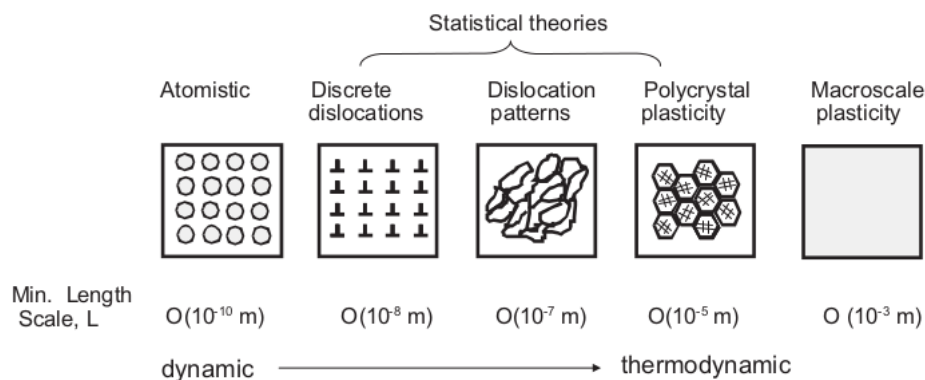 Statistical theories
Atomistic
Discrete
dislocations
Dislocation
patterns
Polycrystal
plasticity
Macroscale
plasticity
Min. Length
Scale, L
O(10⁻¹⁰ m)
O(10⁻⁸ m)
O(10⁻⁷ m)
O(10⁻⁵ m)
O (10⁻³ m)
dynamic
thermodynamic